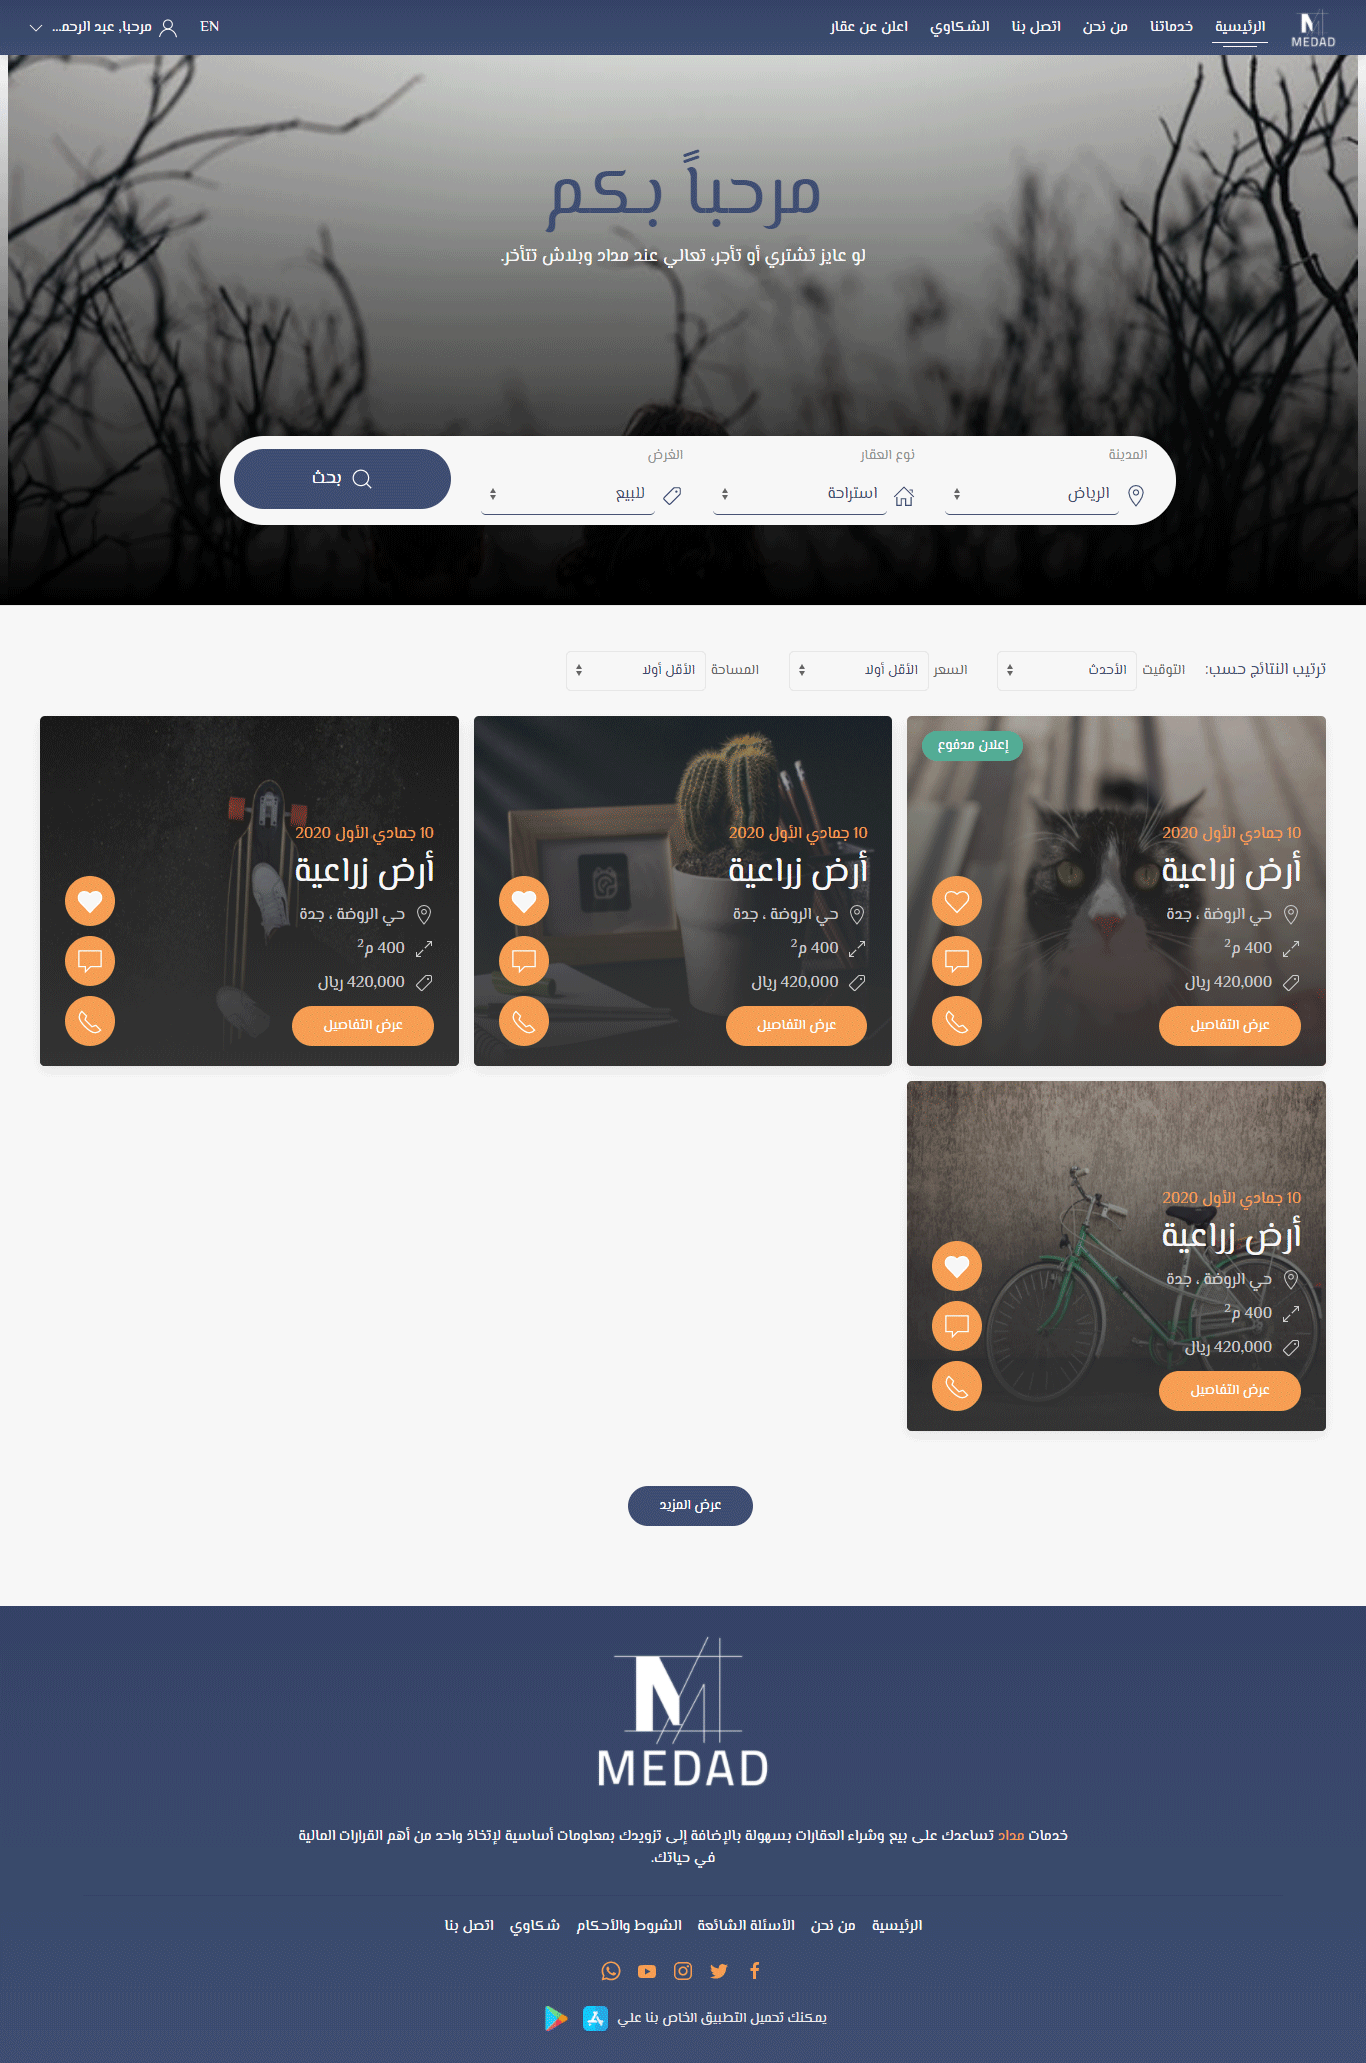 MEDAD
الرئيسية خدماتنا من نحن اتصل بنا الشكاوي اعلن عن عقار
EN
مرحبا, عبد الرحمـ...
مرحباً بكم
لو عايز تشتري أو تأجر، تعالي عند مداد وبلاش تتأخر.
المدينة
الرياض
نوع العقار
استراحة
الغرض
للبيع
بحث
ترتيب النتائج حسب: التوقيت الأحدث السعر الأقل أولا المساحة الأقل أولا
إعلان مدفوع
10 جمادي الأول 2020
أرض زراعية
حي الروضة ، جدة
400 م²
420,000 ريال
عرض التفاصيل
10 جمادي الأول 2020
أرض زراعية
حي الروضة ، جدة
400 م²
420,000 ريال
عرض التفاصيل
10 جمادي الأول 2020
أرض زراعية
حي الروضة ، جدة
400 م²
420,000 ريال
عرض التفاصيل
10 جمادي الأول 2020
أرض زراعية
حي الروضة ، جدة
400 م²
420,000 ريال
عرض التفاصيل
عرض المزيد
MEDAD
خدمات مداد تساعدك على بيع وشراء العقارات بسهولة بالإضافة إلى تزويدك بمعلومات أساسية لإتخاذ واحد من أهم القرارات المالية
في حياتك.
الرئيسية من نحن الأسئلة الشائعة الشروط والأحكام شكاوي اتصل بنا
يمكنك تحميل التطبيق الخاص بنا علي